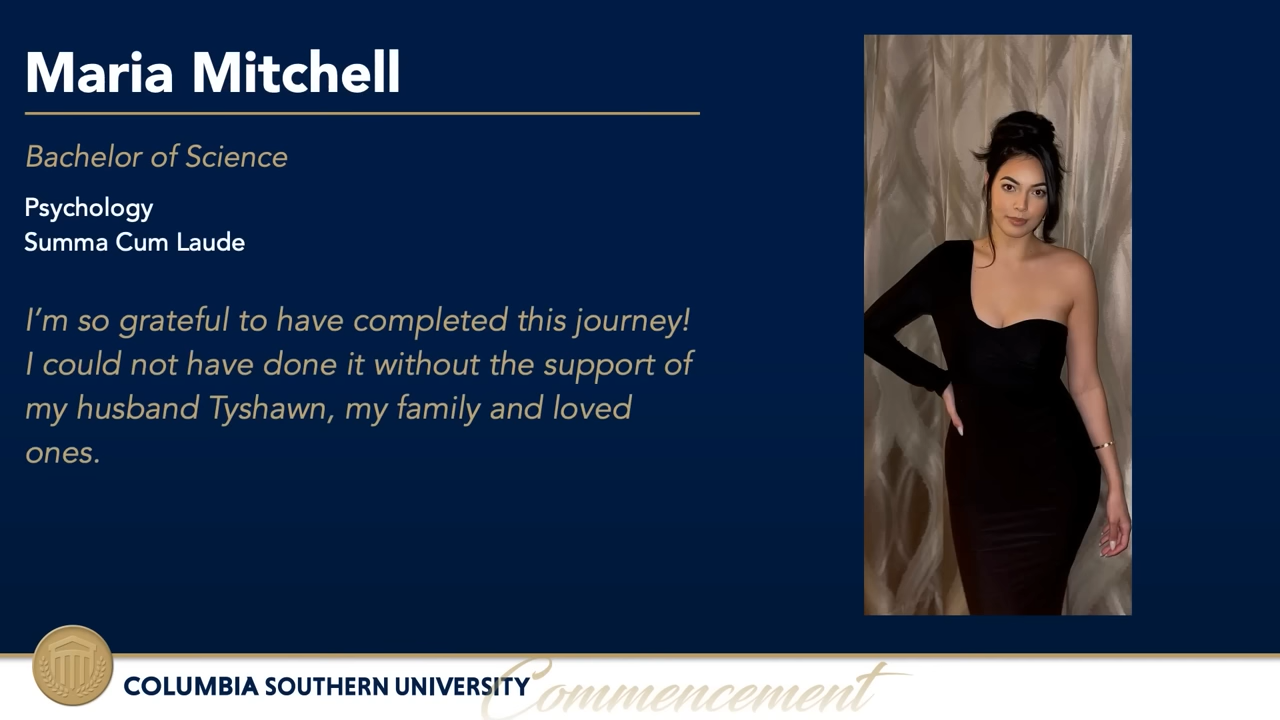 Maria Mitchell
Bachelor of Science
Psychology
Summa Cum Laude
I’m so grateful to have completed this journey!
I could not have done it without the support of
my husband Tyshawn, my family and loved
ones.
COLUMBIA SOUTHERN UNIVERSITY
Commencement